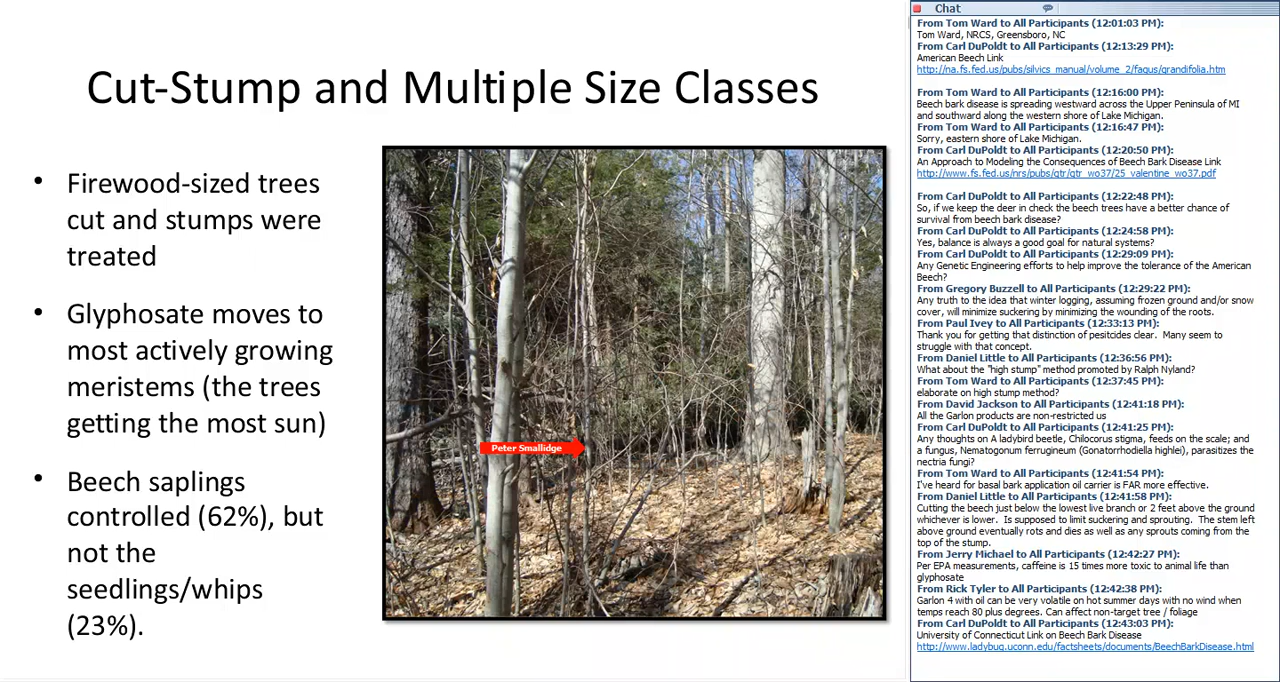 Cut-Stump and Multiple Size Classes
• Firewood-sized trees
cut and stumps were
treated
• Glyphosate moves to
most actively growing
meristems (the trees
getting the most sun)
• Beech saplings
controlled (62%), but
not the
seedlings/whips
(23%).
Peter Smallidge
Chat
From Tom Ward to All Participants (12:01:03 PM):
Tom Ward, NRCS, Greensboro, NC
From Carl DuPoldt to All Participants (12:13:29 PM):
American Beech Link
http://na.fs.fed.us/pubs/silvics_manual/volume_2/fagus/grandifolia.htm
From Tom Ward to All Participants (12:16:00 PM):
Beech bark disease is spreading westward across the Upper Peninsula of MI
and southward along the western shore of Lake Michigan.
From Tom Ward to All Participants (12:16:47 PM):
Sorry, eastern shore of Lake Michigan.
From Carl DuPoldt to All Participants (12:20:50 PM):
An Approach to Modeling the Consequences of Beech Bark Disease Link
http://www.fs.fed.us/nrs/pubs/gtr/gtr_wo37/25_valentine_wo37.pdf
From Carl DuPoldt to All Participants (12:22:48 PM):
So, if we keep the deer in check the beech trees have a better chance of
survival from beech bark disease?
From Carl DuPoldt to All Participants (12:24:58 PM):
Yes, balance is always a good goal for natural systems?
From Carl DuPoldt to All Participants (12:29:09 PM):
Any Genetic Engineering efforts to help improve the tolerance of the American
Beech?
From Gregory Buzzell to All Participants (12:29:22 PM):
Any truth to the idea that winter logging, assuming frozen ground and/or snow
cover, will minimize suckering by minimizing the wounding of the roots.
From Paul Ivey to All Participants (12:33:13 PM):
Thank you for getting that distinction of pesitcides clear.  Many seem to
struggle with that concept.
From Daniel Little to All Participants (12:36:56 PM):
What about the "high stump" method promoted by Ralph Nyland?
From Tom Ward to All Participants (12:37:45 PM):
elaborate on high stump method?
From David Jackson to All Participants (12:41:18 PM):
All the Garlon products are non-restricted us
From Carl DuPoldt to All Participants (12:41:25 PM):
Any thoughts on A ladybird beetle, Chilocorus stigma, feeds on the scale; and
a fungus, Nematogonum ferrugineum (Gonatorrhodiella highlei), parasitizes the
nectria fungi?
From Tom Ward to All Participants (12:41:54 PM):
I've heard for basal bark application oil carrier is FAR more effective.
From Daniel Little to All Participants (12:41:58 PM):
Cutting the beech just below the lowest live branch or 2 feet above the ground
whichever is lower.  Is supposed to limit suckering and sprouting.  The stem left
above ground eventually rots and dies as well as any sprouts coming from the
top of the stump.
From Jerry Michael to All Participants (12:42:27 PM):
Per EPA measurements, caffeine is 15 times more toxic to animal life than
glyphosate
From Rick Tyler to All Participants (12:42:38 PM):
Garlon 4 with oil can be very volatile on hot summer days with no wind when
temps reach 80 plus degrees. Can affect non-target tree / foliage
From Carl DuPoldt to All Participants (12:43:03 PM):
University of Connecticut Link on Beech Bark Disease
http://www.ladybug.uconn.edu/factsheets/documents/BeechBarkDisease.html